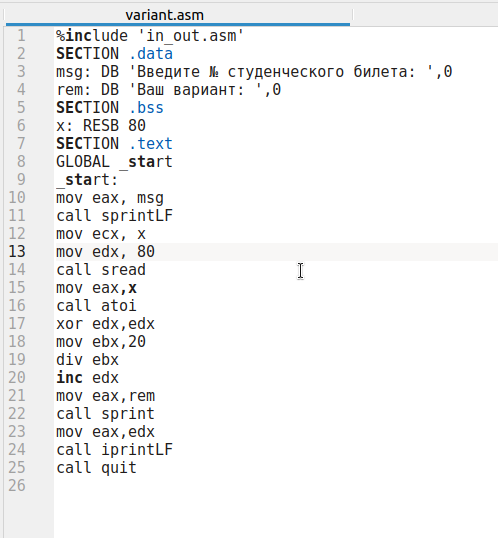 variant.asm
1 %include 'in_out.asm'
2 SECTION .data
3 msg: DB 'Введите № студенческого билета: ',0
4 rem: DB 'Ваш вариант: ',0
5 SECTION .bss
6 x: RESB 80
7 SECTION .text
8 GLOBAL _start
9 _start:
10 mov eax, msg
11 call sprintLF
12 mov ecx, x
13 mov edx, 80
14 call sread
15 mov eax,x
16 call atoi
17 xor edx,edx
18 mov ebx,20
19 div ebx
20 inc edx
21 mov eax,rem
22 call sprint
23 mov eax,edx
24 call iprintLF
25 call quit
26